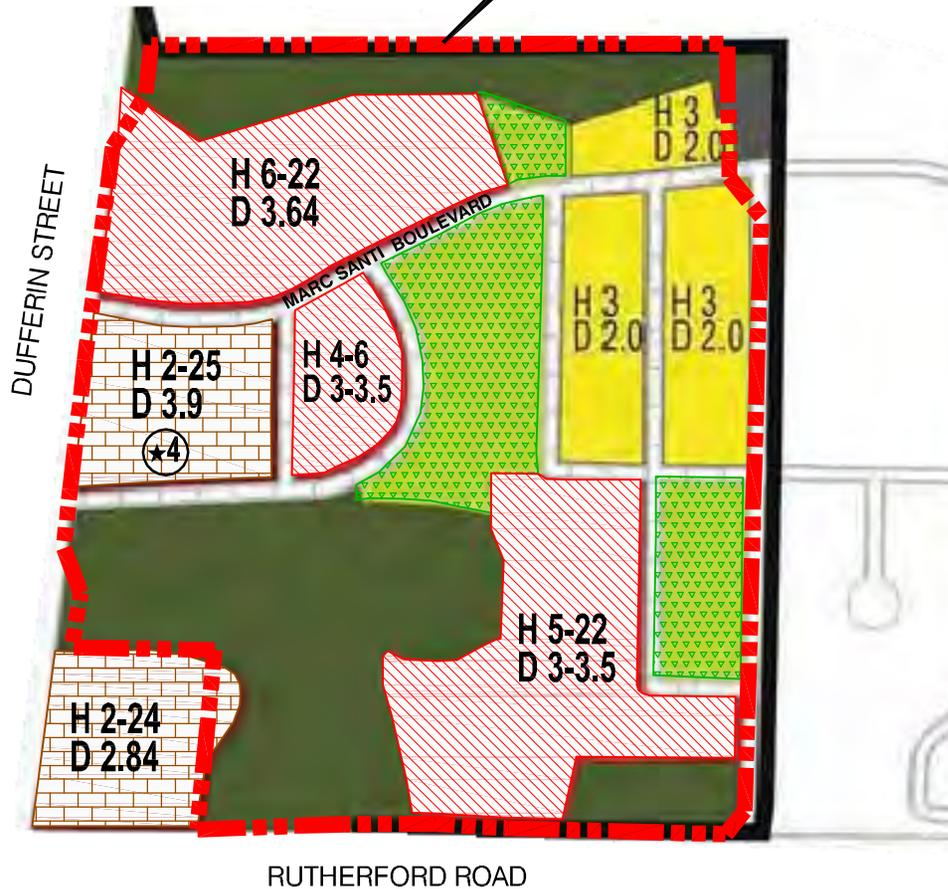 H 3
D 2.0
H 6-22
D 3.64
MARC SANTI BOULEVARD
DUFFERIN STREET
H 3
D 2.0
H 3
D 2.0
H 4-6
D 3-3.5
H 2-25
D 3.9
★4
H 5-22
D 3-3.5
H 2-24
D 2.84
RUTHERFORD ROAD